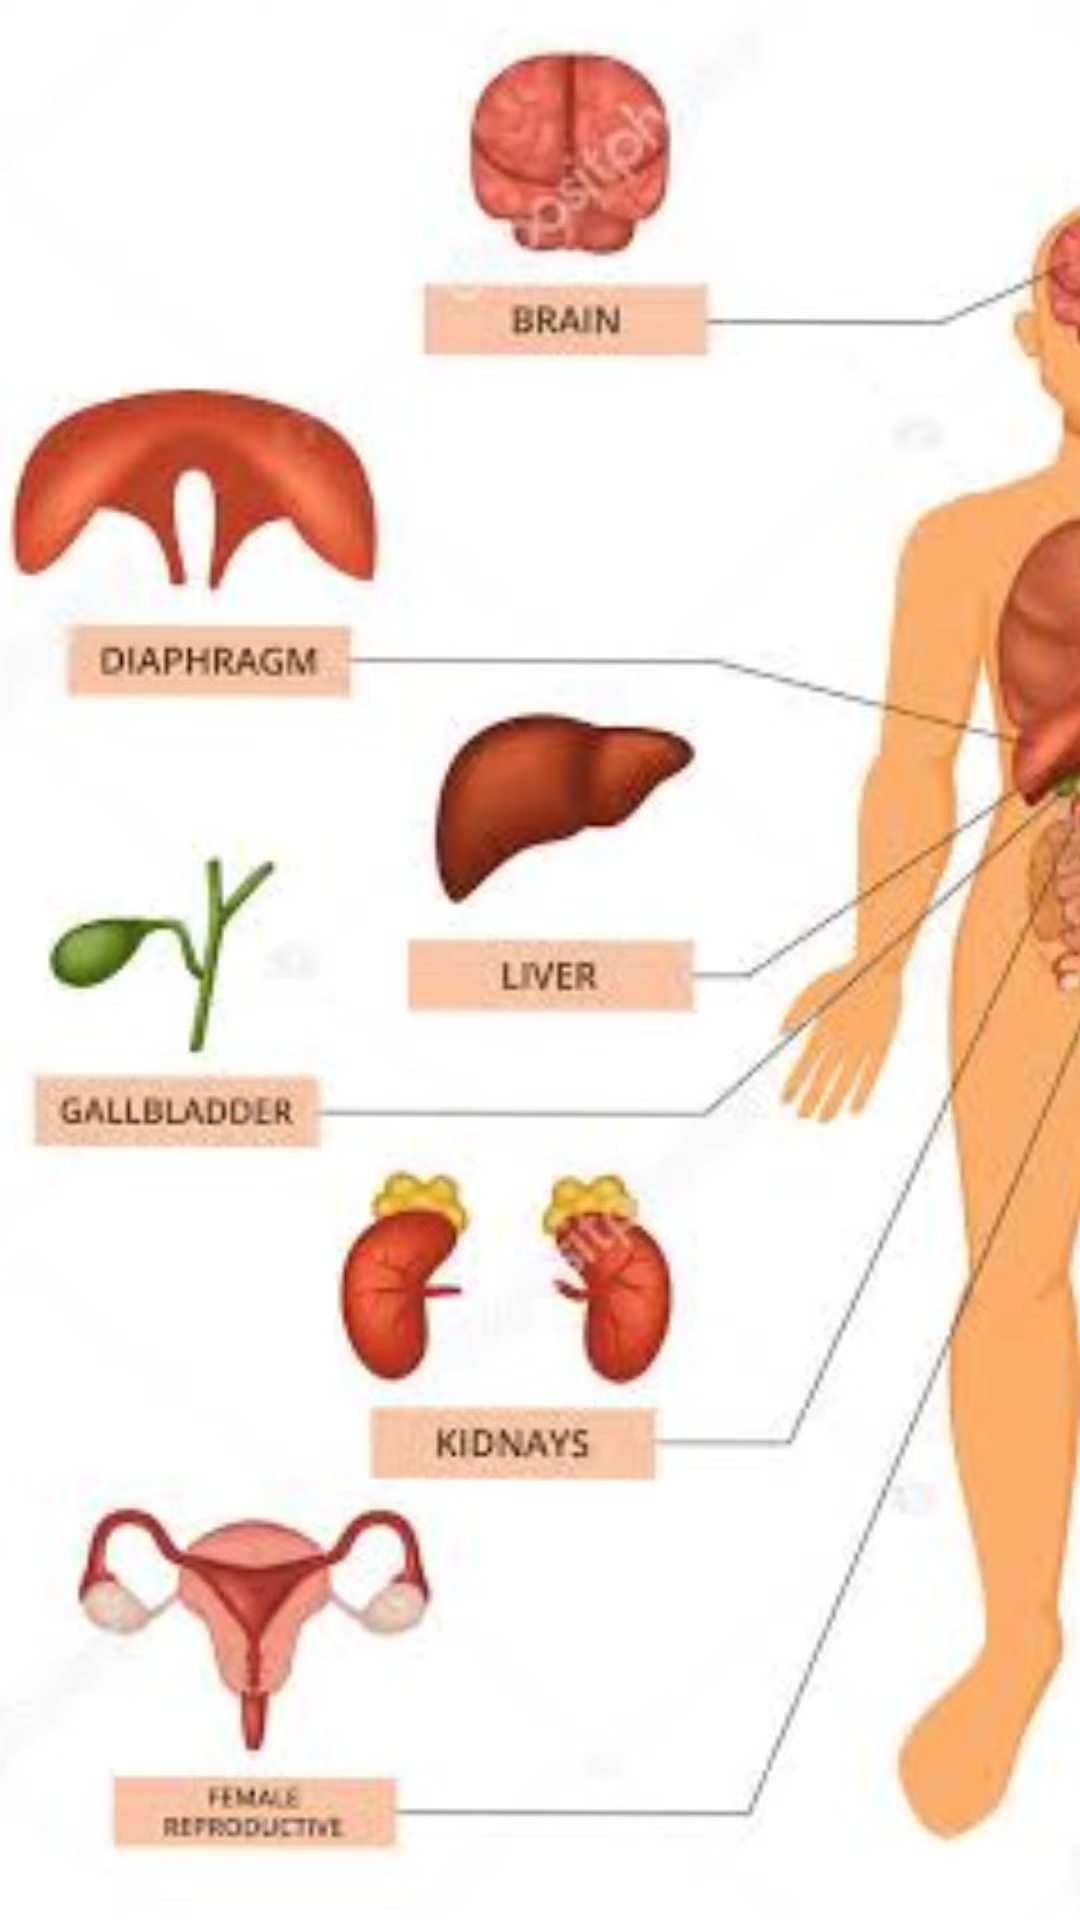 BRAIN
DIAPHRAGM
LIVER
GALLBLADDER
KIDNAYS
FEMALE
REPRODUCTIVE